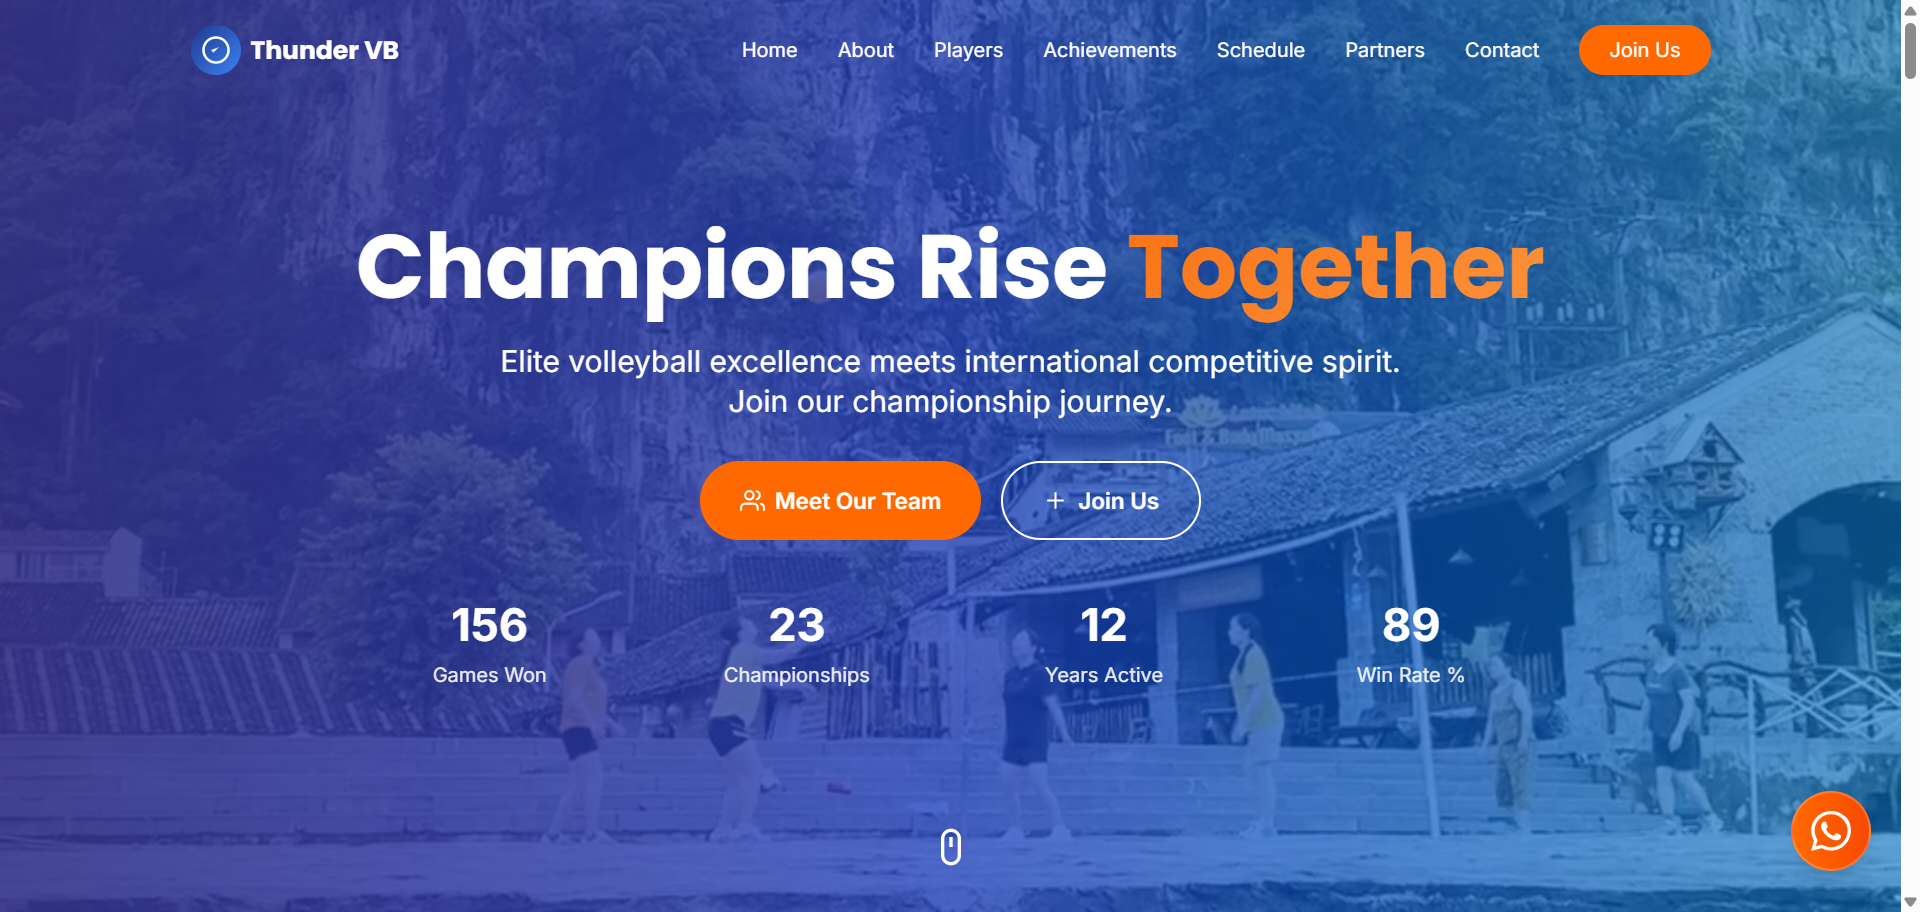 Thunder VB
Home
About
Players
Achievements
Schedule
Partners
Contact
Join Us
Champions Rise Together
Elite volleyball excellence meets international competitive spirit.
Join our championship journey.
Meet Our Team
Join Us
156
Games Won
23
Championships
12
Years Active
89
Win Rate %